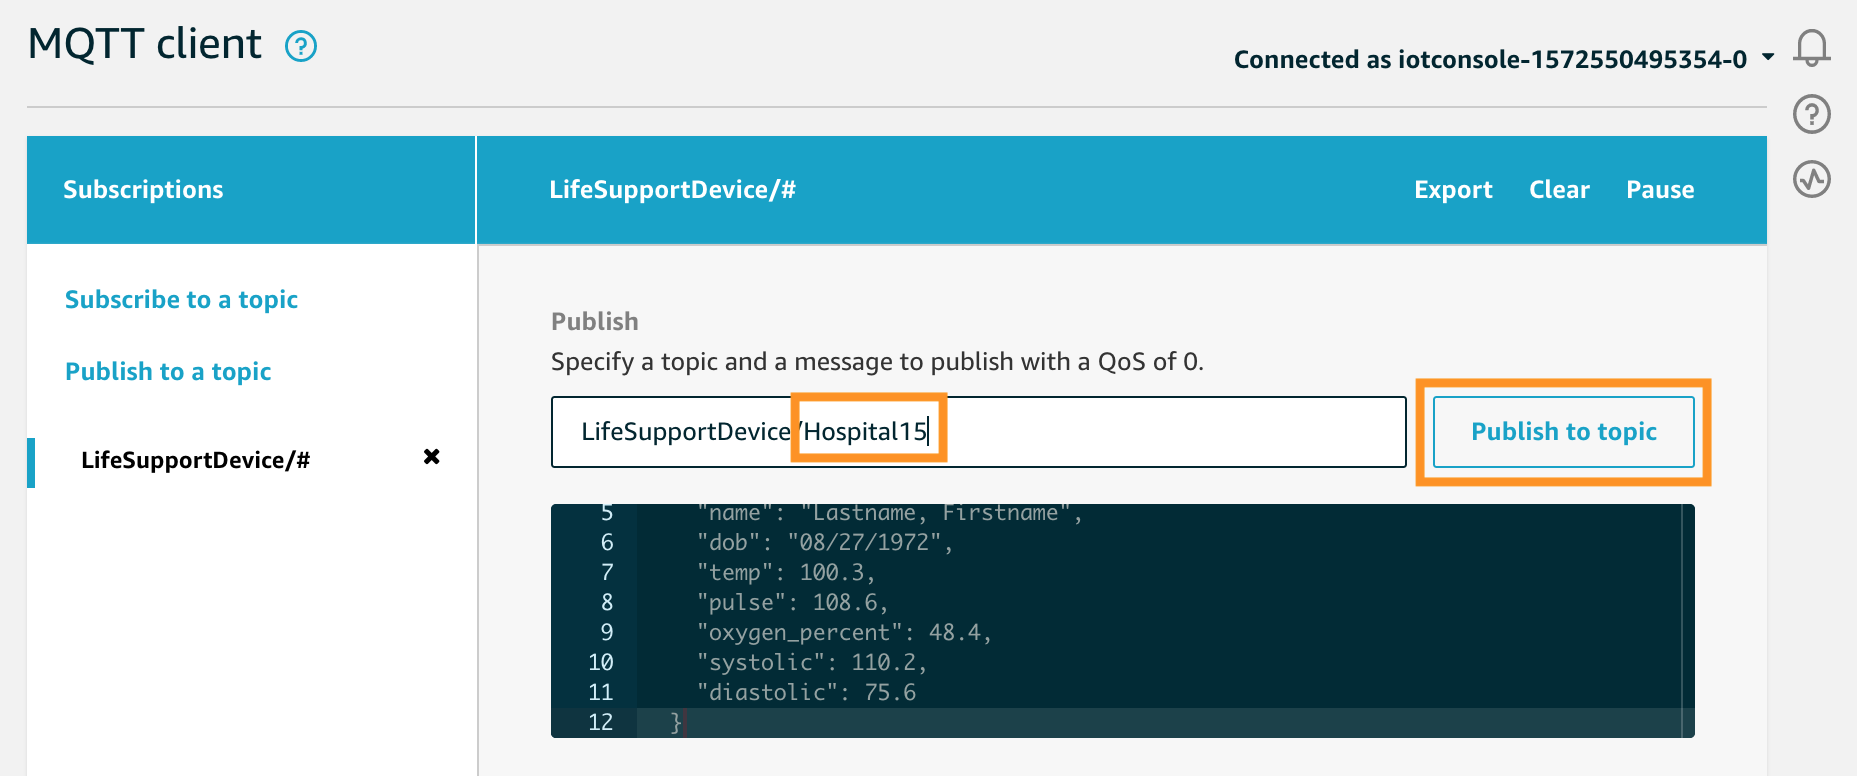 MQTT client
Connected as iotconsole-1572550495354-0
Subscriptions
LifeSupportDevice/#
Export
Clear
Pause
Subscribe to a topic
Publish to a topic
LifeSupportDevice/#
Publish
Specify a topic and a message to publish with a QoS of 0.
LifeSupportDevice/Hospital15
Publish to topic
5 "name": "Lastname, Firstname",
6 "dob": "08/27/1972",
7 "temp": 100.3,
8 "pulse": 108.6,
9 "oxygen_percent": 48.4,
10 "systolic": 110.2,
11 "diastolic": 75.6
12 }